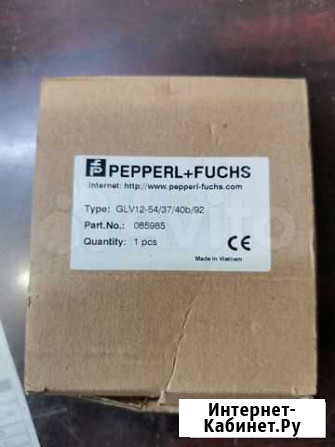 PEPPERL+FUCHS
Internet: http://www.pepperl-fuchs.com
Type: GLV12-54/37/40b/92
Part.No.: 085985
Quantity: 1 pcs
CE
Made in Vietnam
Avito
Интернет-
Кабинет.Ру